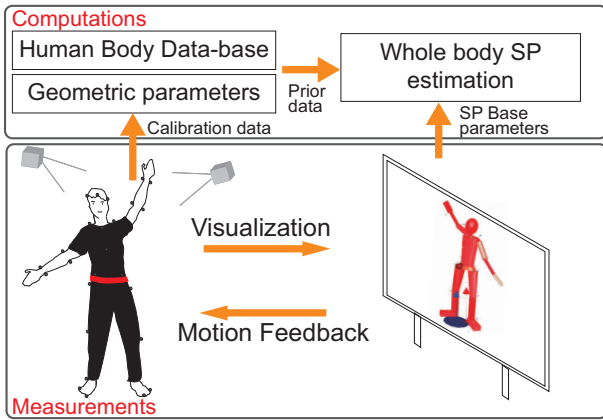 Computations
Human Body Data-base
Geometric parameters
Prior
data
Whole body SP
estimation
Calibration data
SP Base
parameters
Visualization
Motion Feedback
Measurements